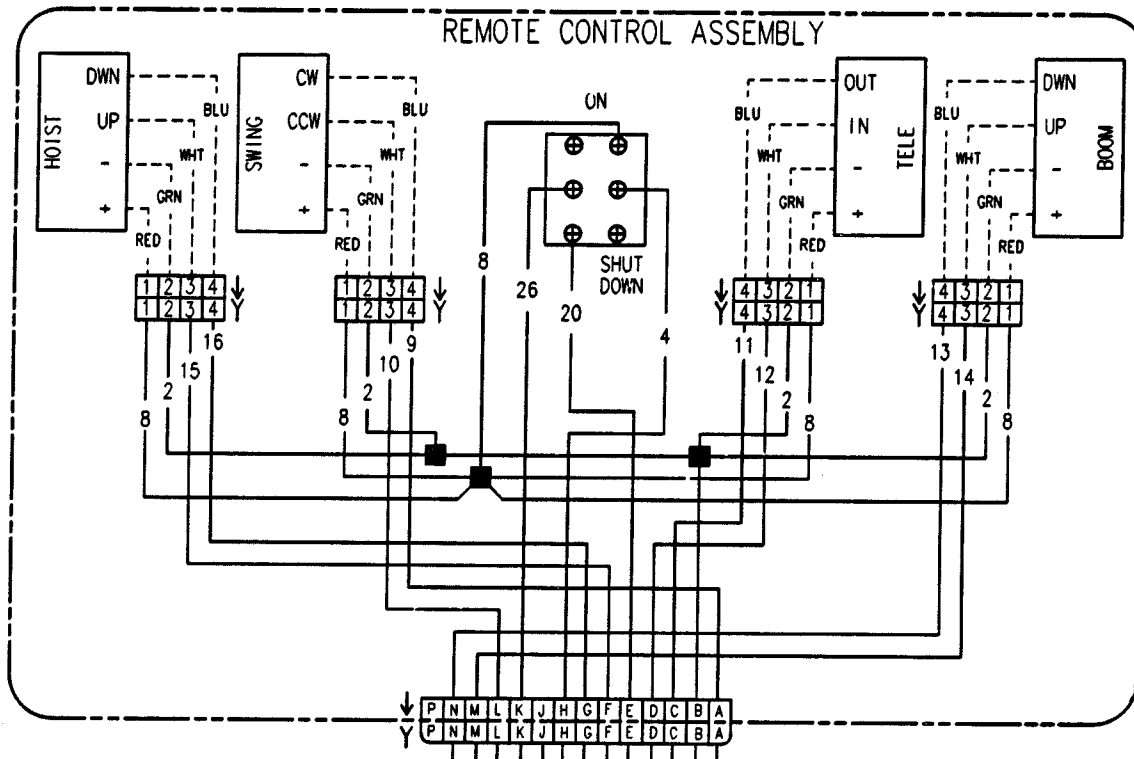 REMOTE CONTROL ASSEMBLY
HOIST
DWN
UP
-
+
BLU
WHT
GRN
RED
1 2 3 4
1 2 3 4
Y
SWING
CW
CCW
-
+
BLU
WHT
GRN
RED
1 2 3 4
1 2 3 4
Y
ON
SHUT
DOWN
TELE
OUT
IN
-
+
BLU
WHT
GRN
RED
4 3 2 1
4 3 2 1
Y
BOOM
DWN
UP
-
+
BLU
WHT
GRN
RED
4 3 2 1
4 3 2 1
Y
8 2 15 16
8 2 10 9
8 26 20 4
11 12 2 8
13 14 2 8
P N M L K J H G F E D C B A
Y
P N M L K J H G F E D C B A